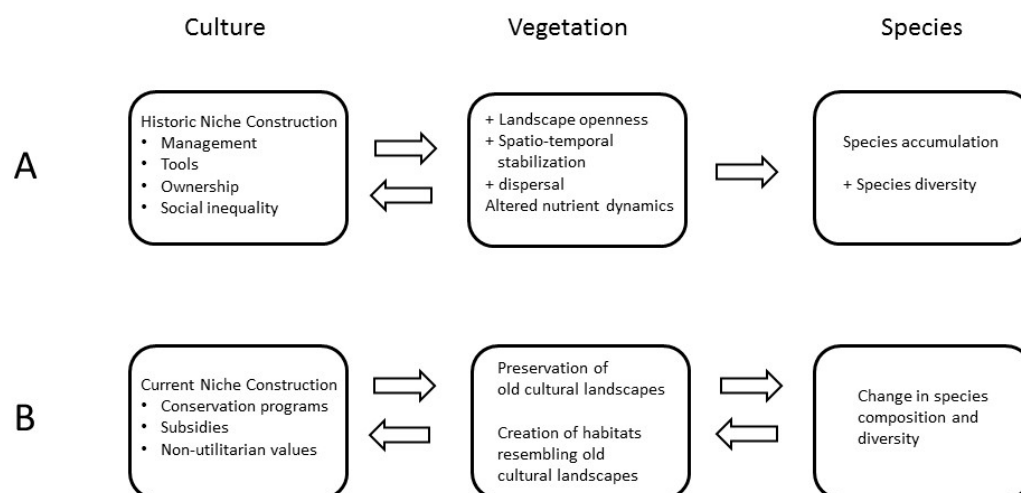 Culture
Vegetation
Species
A
Historic Niche Construction
• Management
• Tools
• Ownership
• Social inequality
+ Landscape openness
+ Spatio-temporal
stabilization
+ dispersal
Altered nutrient dynamics
Species accumulation
+ Species diversity
B
Current Niche Construction
• Conservation programs
• Subsidies
• Non-utilitarian values
Preservation of
old cultural landscapes
Creation of habitats
resembling old
cultural landscapes
Change in species
composition and
diversity